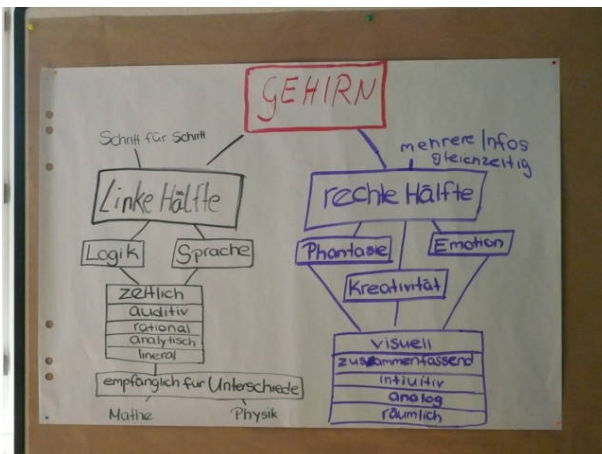 GEHIRN
Schritt für Schritt
Linke Hälfte
Logik
Sprache
zeitlich
auditiv
rational
analytisch
lineral
empfänglich für Unterschiede
Mathe
Physik
mehrere Infos
gleichzeitig
rechte Hälfte
Phantasie
Emotion
Kreativität
visuell
zusammenfassend
intiuitiv
analog
räumlich